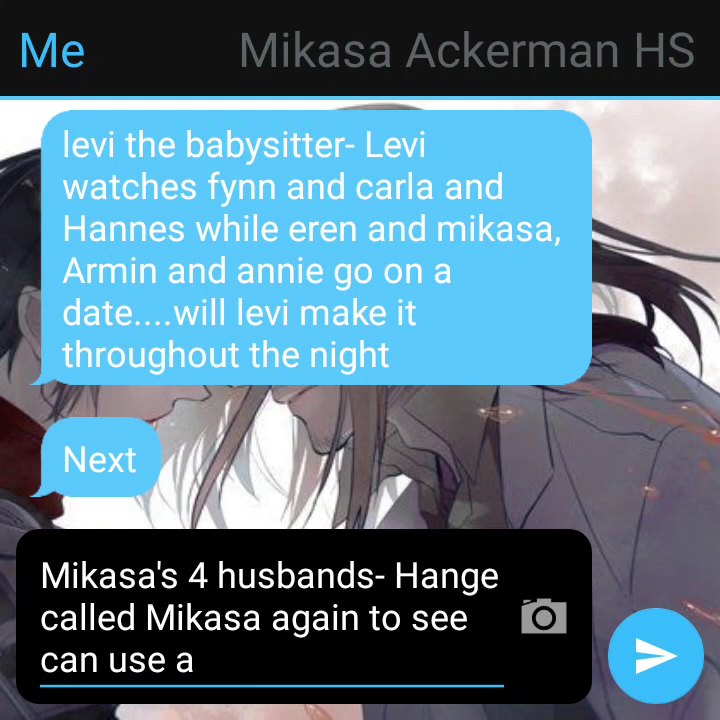 Me
Mikasa Ackerman HS
levi the babysitter- Levi
watches fynn and carla and
Hannes while eren and mikasa,
Armin and annie go on a
date....will levi make it
throughout the night
Next
Mikasa's 4 husbands- Hange
called Mikasa again to see
can use a